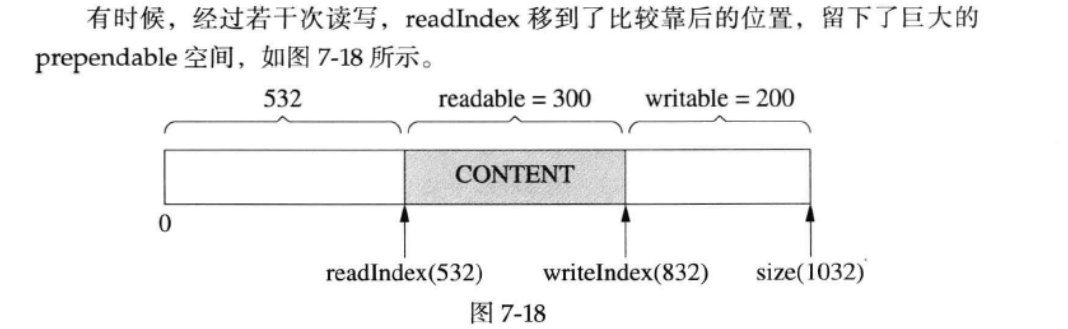 有时候，经过若干次读写，readIndex 移到了比较靠后的位置，留下了巨大的
prependable 空间，如图 7-18 所示。
532 readable = 300 writable = 200
CONTENT
0
readIndex(532) writeIndex(832) size(1032)
图 7-18